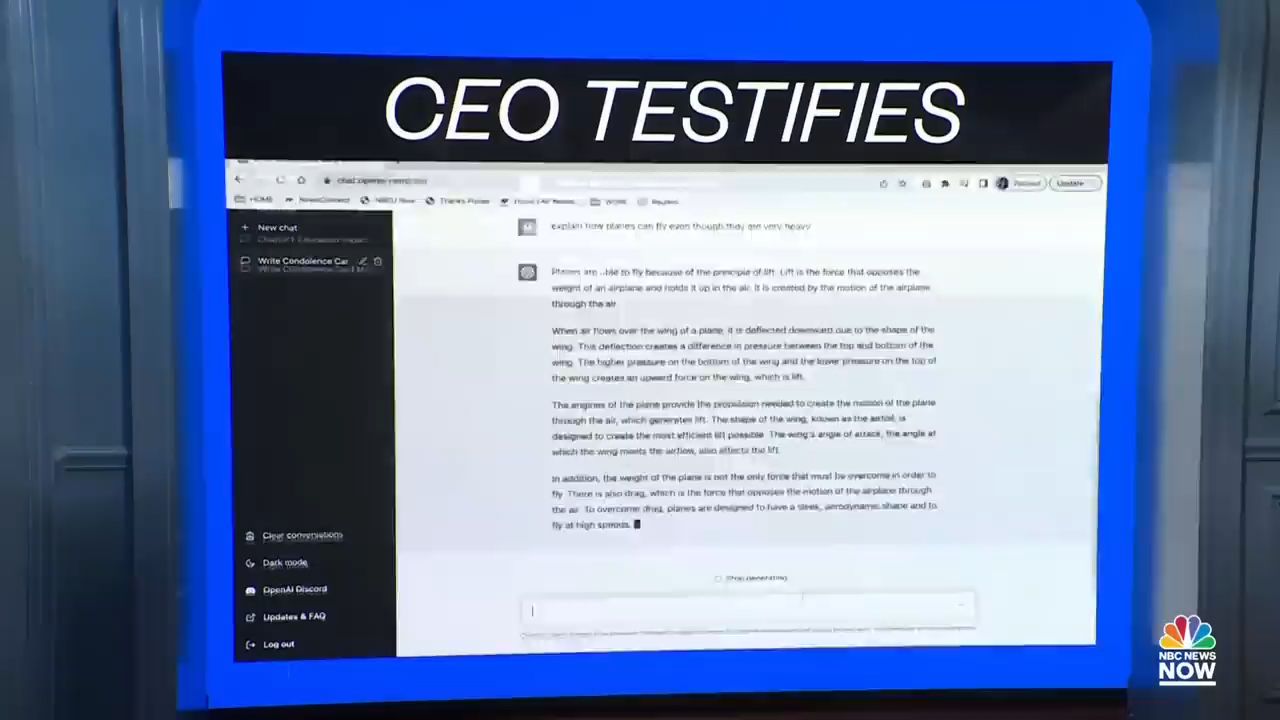 CEO TESTIFIES
HOME NewsConnect NBCU Now WORK
Update
New chat
explain how planes can fly even though they are very heavy
Write Condolence Car
Planes are able to fly because of the principle of lift. Lift is the force that opposes the
weight of an airplane and holds it up in the air. It is created by the motion of the airplane
through the air.
When air flows over the wing of a plane, it is deflected downward due to the shape of the
wing. This deflection creates a difference in pressure between the top and bottom of the
wing. The higher pressure on the bottom of the wing and the lower pressure on the top of
the wing creates an upward force on the wing, which is lift.
The engines of the plane provide the propulsion needed to create the motion of the plane
through the air, which generates lift. The shape of the wing, known as the airfoil, is
designed to create the most efficient lift possible. The wing's angle of attack, the angle at
which the wing meets the airflow, also affects the lift.
In addition, the weight of the plane is not the only force that must be overcome in order to
fly. There is also drag, which is the force that opposes the motion of the airplane through
the air. To overcome drag, planes are designed to have a sleek, aerodynamic shape and to
fly at high speeds.
Clear conversations
Dark mode
OpenAI Discord
Updates & FAQ
Log out
Stop generating
NBC NEWS
NOW